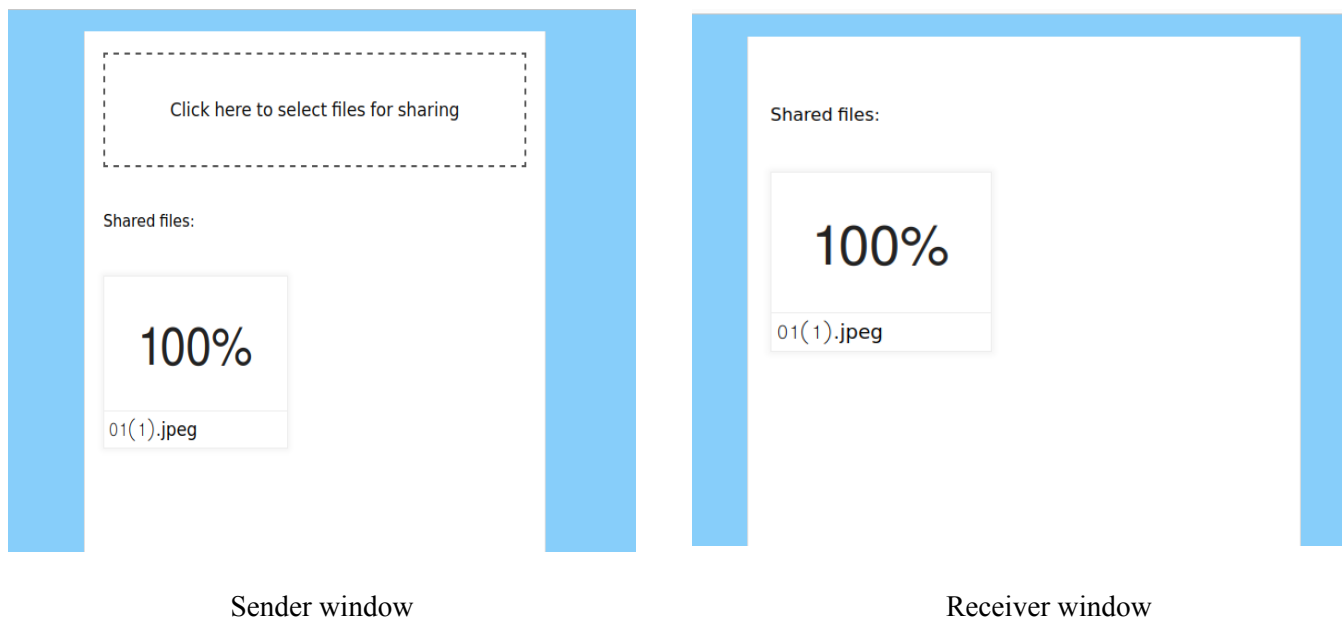 Click here to select files for sharing
Shared files:
100%
01(1).jpeg
Sender window
Shared files:
100%
01(1).jpeg
Receiver window